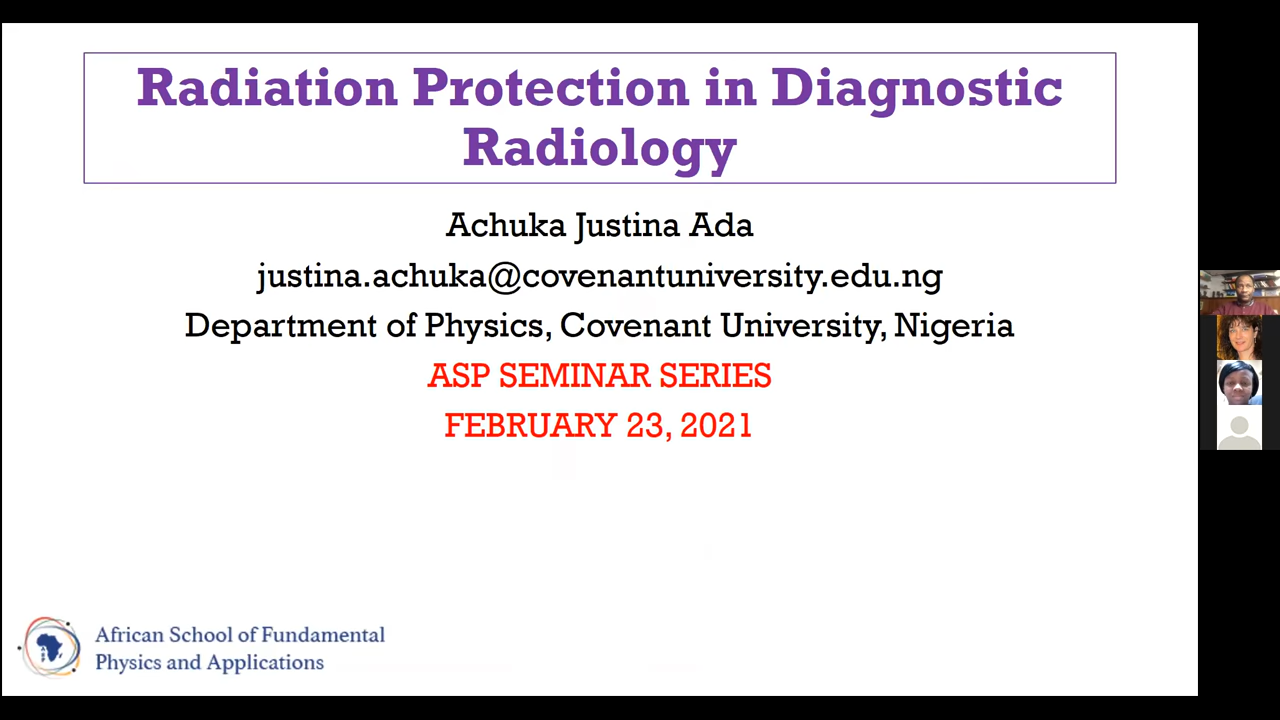 Radiation Protection in Diagnostic
Radiology
Achuka Justina Ada
justina.achuka@covenantuniversity.edu.ng
Department of Physics, Covenant University, Nigeria
ASP SEMINAR SERIES
FEBRUARY 23, 2021
African School of Fundamental
Physics and Applications